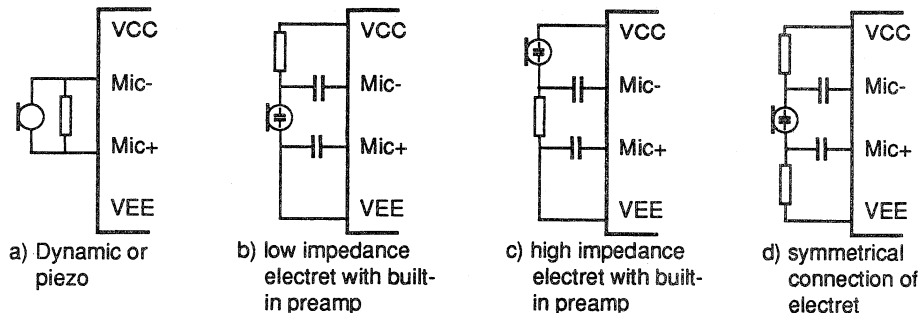 VCC
Mic-
Mic+
VEE
a) Dynamic or
piezo
VCC
Mic-
Mic+
VEE
b) low impedance
electret with built-
in preamp
VCC
Mic-
Mic+
VEE
c) high impedance
electret with built-
in preamp
VCC
Mic-
Mic+
VEE
d) symmetrical
connection of
electret